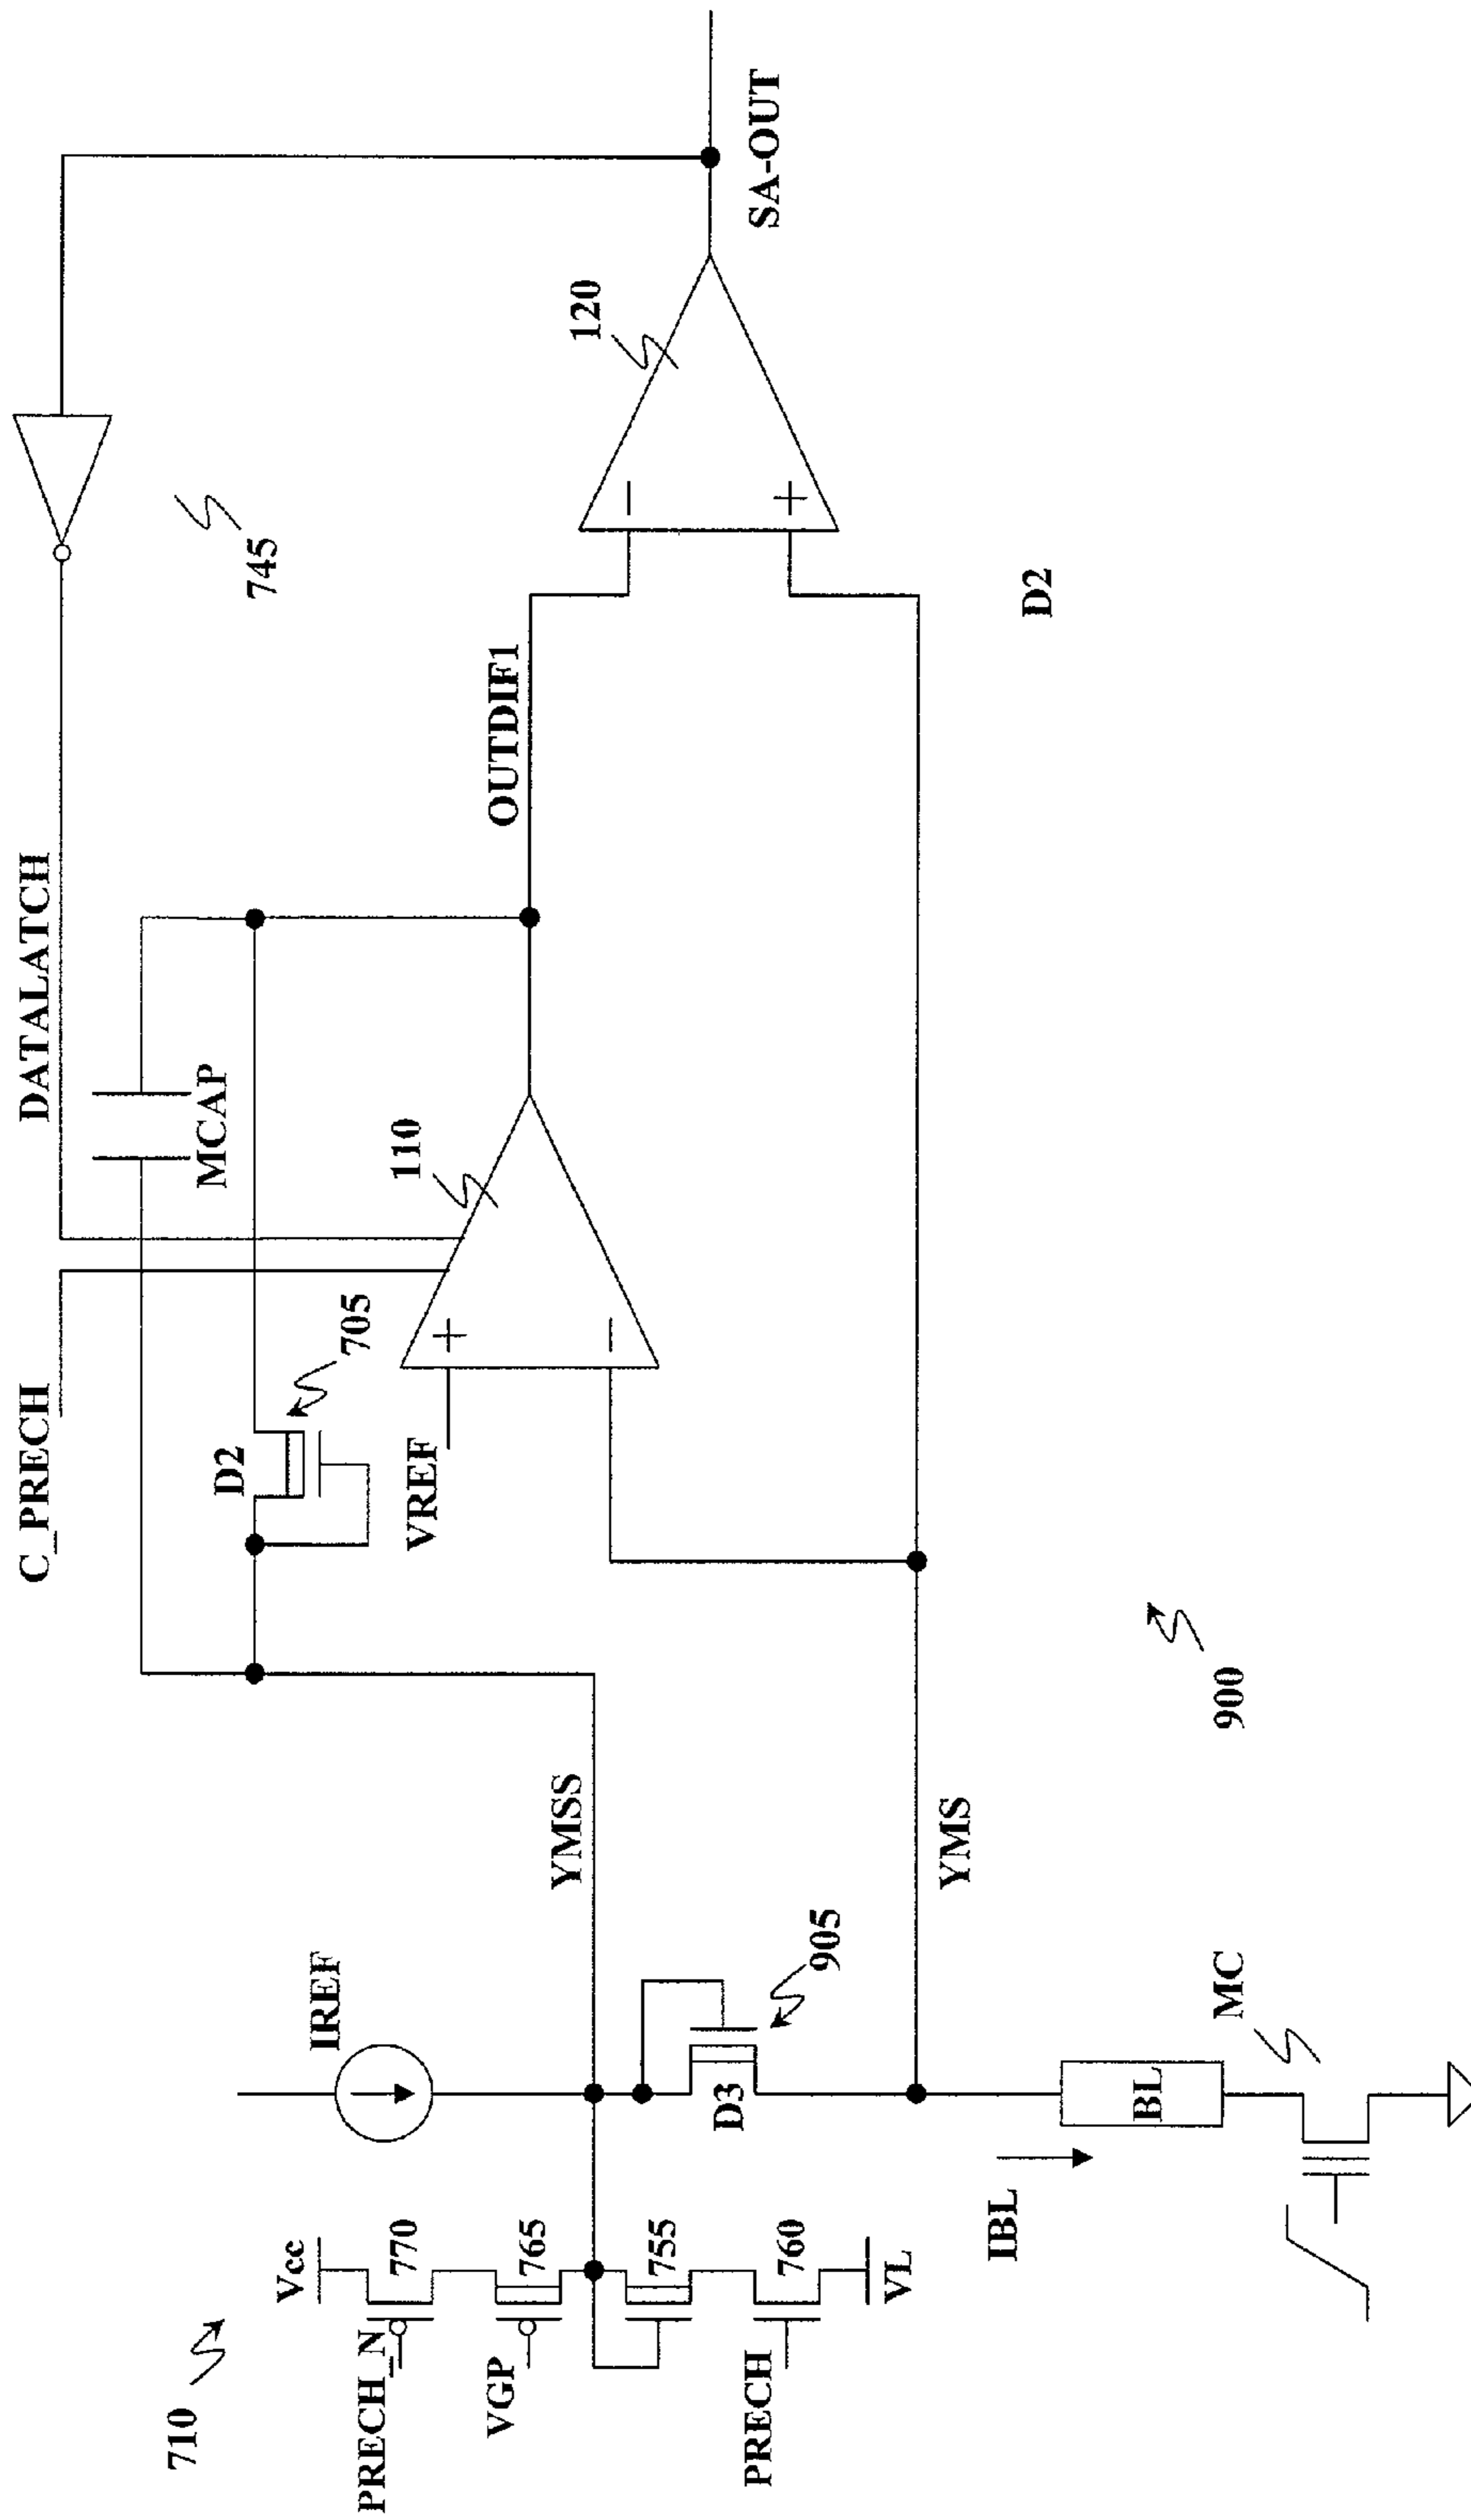 C_PRECH
DATALATCH
745
MCAP
D2
705
VREF
110
OUTDIF1
120
SA-OUT
D2
YMSS
YMS
IREF
905
D3
MC
BL
IBL
900
710
Vcc
PRECH_N
770
VGP
765
755
PRECH
760
VL